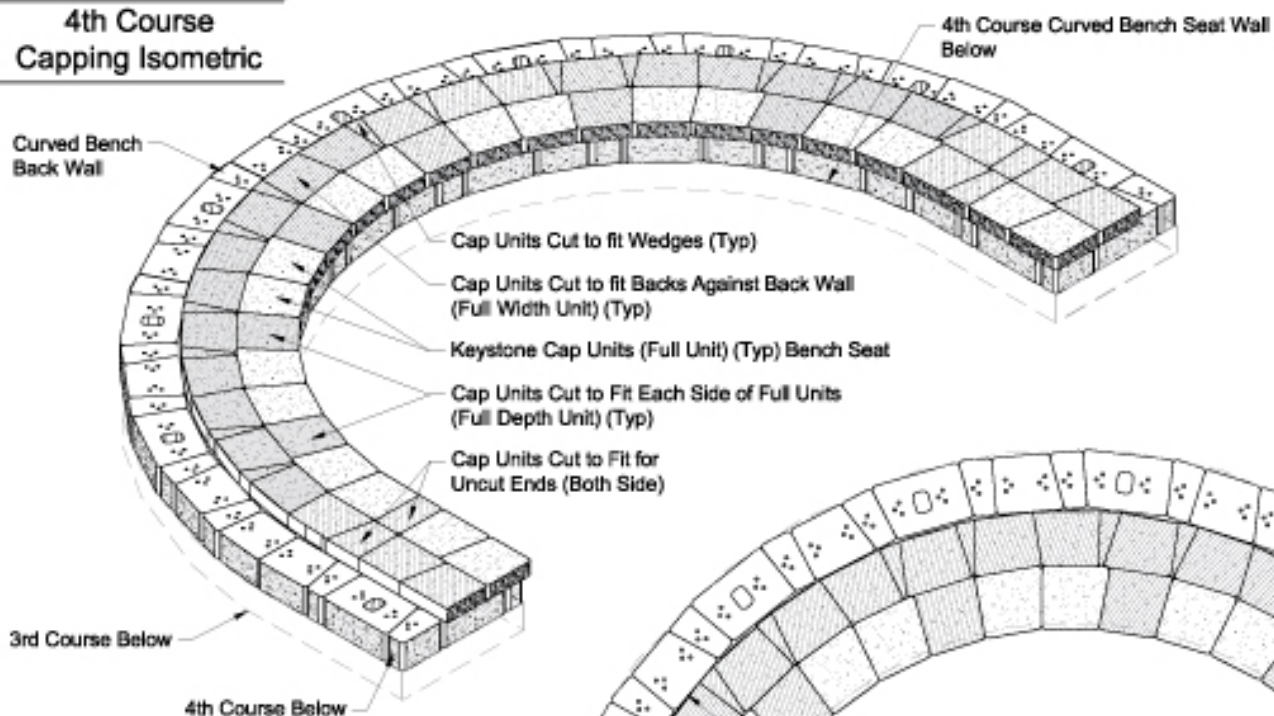 4th Course
Capping Isometric
4th Course Curved Bench Seat Wall
Below
Curved Bench
Back Wall
Cap Units Cut to fit Wedges (Typ)
Cap Units Cut to fit Backs Against Back Wall
(Full Width Unit) (Typ)
Keystone Cap Units (Full Unit) (Typ) Bench Seat
Cap Units Cut to Fit Each Side of Full Units
(Full Depth Unit) (Typ)
Cap Units Cut to Fit for
Uncut Ends (Both Side)
3rd Course Below
4th Course Below